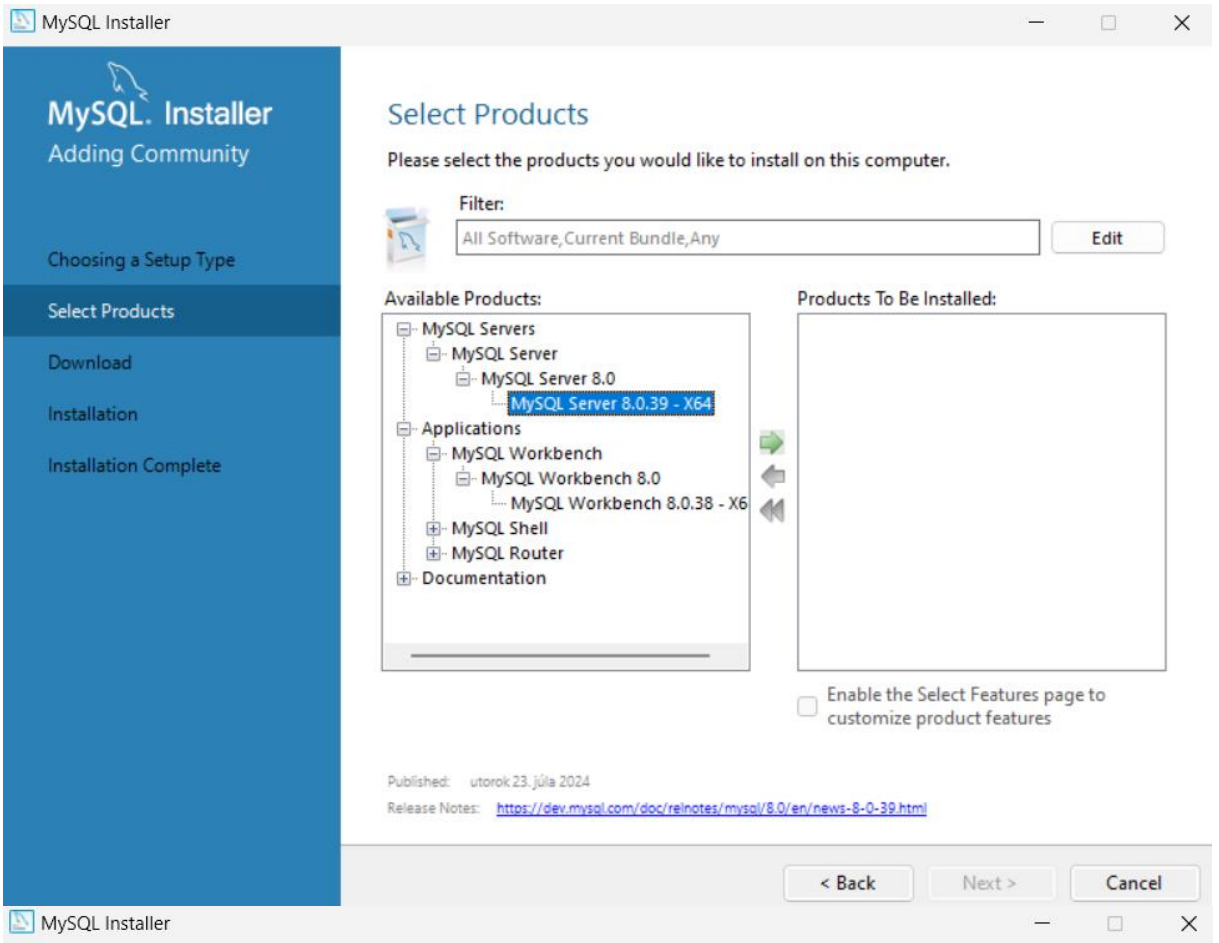 MySQL Installer
MySQL. Installer
Adding Community
Choosing a Setup Type
Select Products
Download
Installation
Installation Complete
Select Products
Please select the products you would like to install on this computer.
Filter:
All Software,Current Bundle,Any
Edit
Available Products:
MySQL Servers
MySQL Server
MySQL Server 8.0
MySQL Server 8.0.39 - X64
Applications
MySQL Workbench
MySQL Workbench 8.0
MySQL Workbench 8.0.38 - X6
MySQL Shell
MySQL Router
Documentation
Products To Be Installed:
Enable the Select Features page to
customize product features
Published: utorok 23. júla 2024
Release Notes: https://dev.mysql.com/doc/relnotes/mysql/8.0/en/news-8-0-39.html
< Back
Next >
Cancel
MySQL Installer